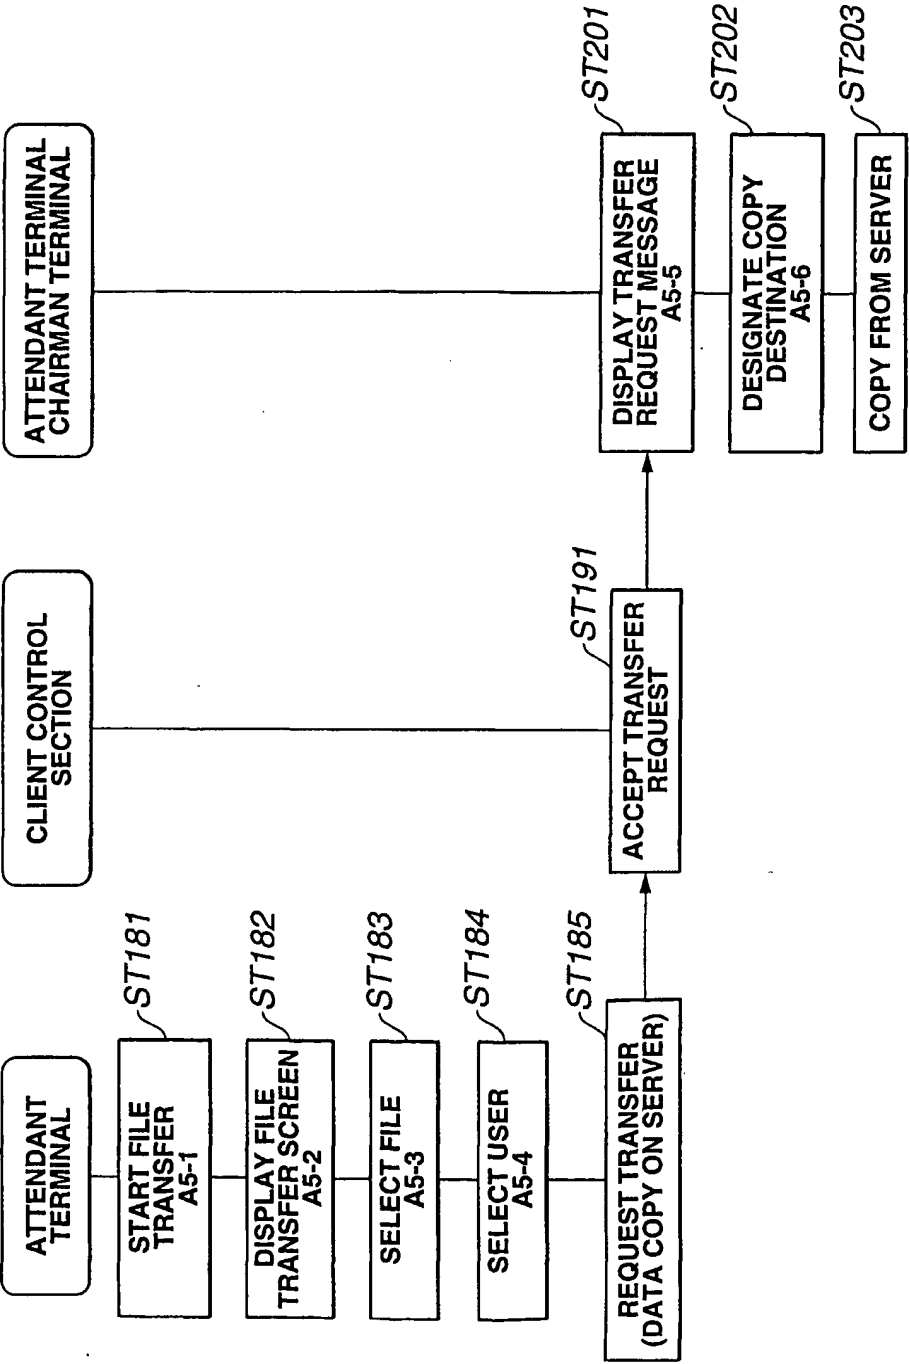 ATTENDANT
TERMINAL
START FILE
TRANSFER
A5-1
ST181
DISPLAY FILE
TRANSFER SCREEN
A5-2
ST182
SELECT FILE
A5-3
ST183
SELECT USER
A5-4
ST184
REQUEST TRANSFER
(DATA COPY ON SERVER)
ST185
CLIENT CONTROL
SECTION
ACCEPT TRANSFER
REQUEST
ST191
ATTENDANT TERMINAL
CHAIRMAN TERMINAL
DISPLAY TRANSFER
REQUEST MESSAGE
A5-5
ST201
DESIGNATE COPY
DESTINATION
A5-6
ST202
COPY FROM SERVER
ST203